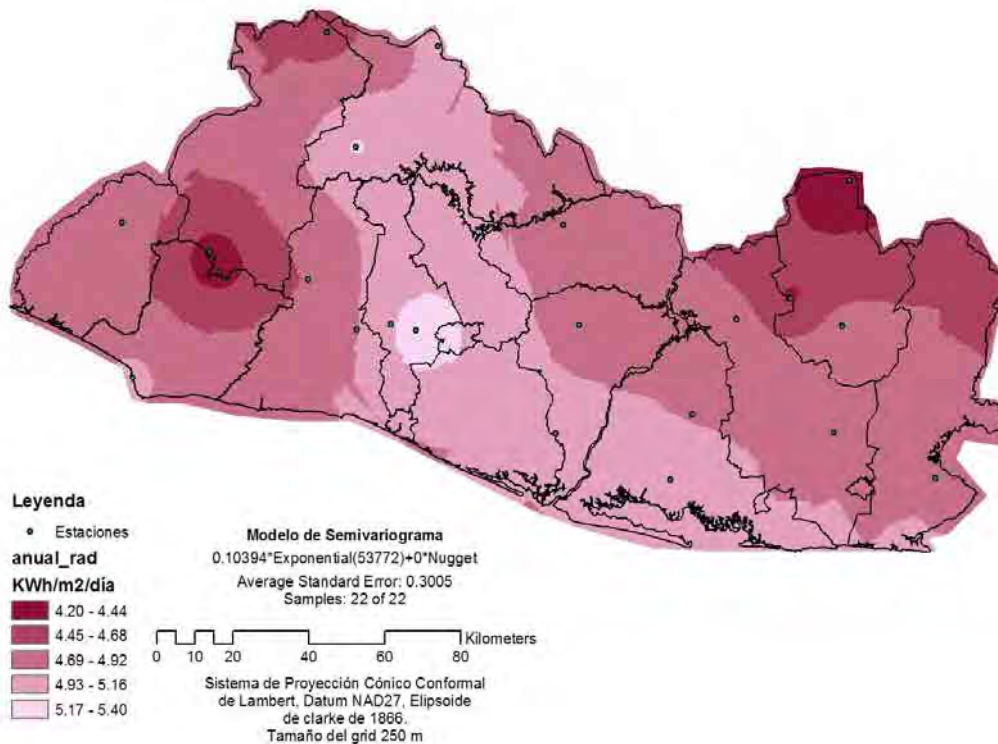 Leyenda
Estaciones
anual_rad
KWh/m2/día
4.20 - 4.44
4.45 - 4.68
4.69 - 4.92
4.93 - 5.16
5.17 - 5.40
Modelo de Semivariograma
0.10394*Exponential(53772)+0*Nugget
Average Standard Error: 0.3005
Samples: 22 of 22
Kilometers
0 10 20 40 60 80
Sistema de Proyección Cónico Conformal
de Lambert, Datum NAD27, Elipsoide
de clarke de 1866.
Tamaño del grid 250 m